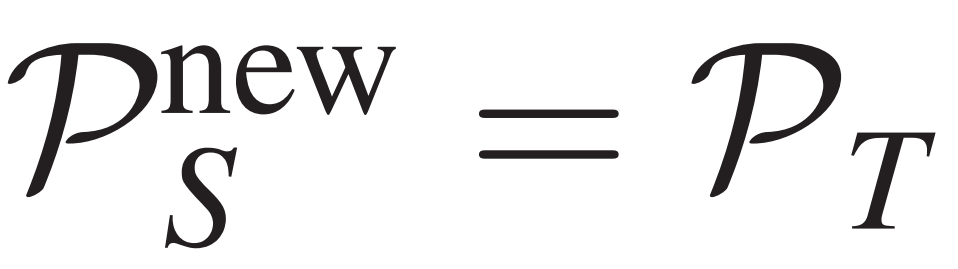 𝒫_S^new = 𝒫_T